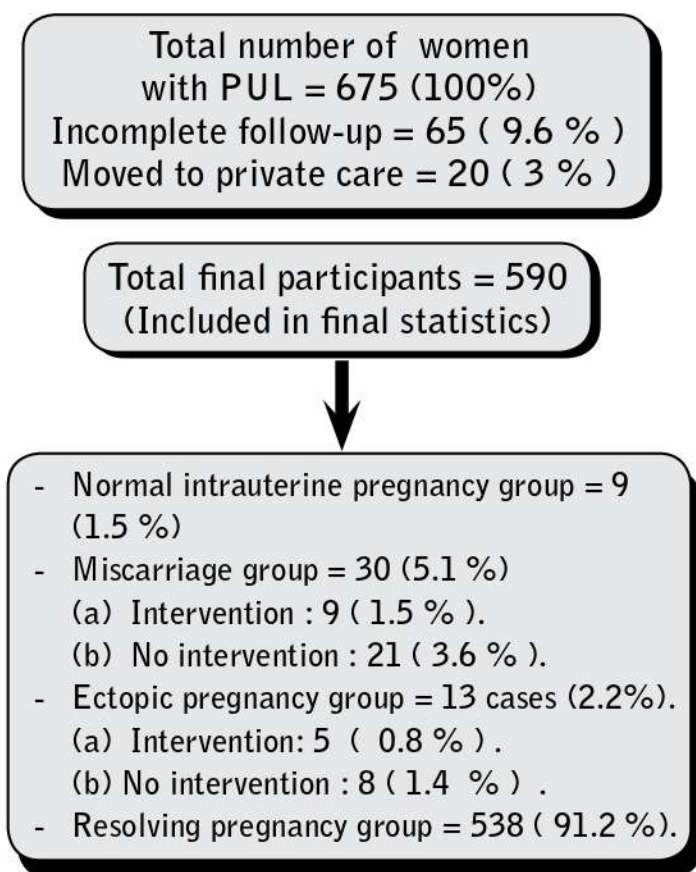 Total number of women
with PUL = 675 (100%)
Incomplete follow-up = 65 ( 9.6 % )
Moved to private care = 20 ( 3 % )
Total final participants = 590
(Included in final statistics)
- Normal intrauterine pregnancy group = 9
(1.5 %)
- Miscarriage group = 30 (5.1 %)
(a) Intervention : 9 ( 1.5 % ).
(b) No intervention : 21 ( 3.6 % ).
- Ectopic pregnancy group = 13 cases (2.2%).
(a) Intervention: 5 ( 0.8 % ) .
(b) No intervention : 8 ( 1.4 % ) .
- Resolving pregnancy group = 538 ( 91.2 %).